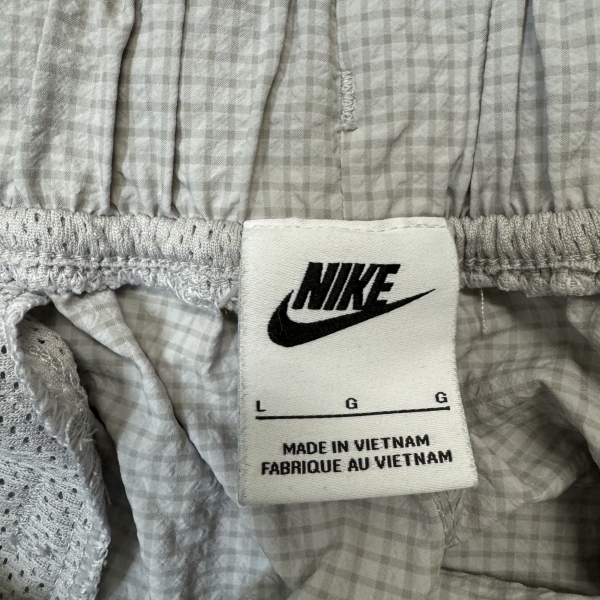 NIKE
L G G
MADE IN VIETNAM
FABRIQUE AU VIETNAM